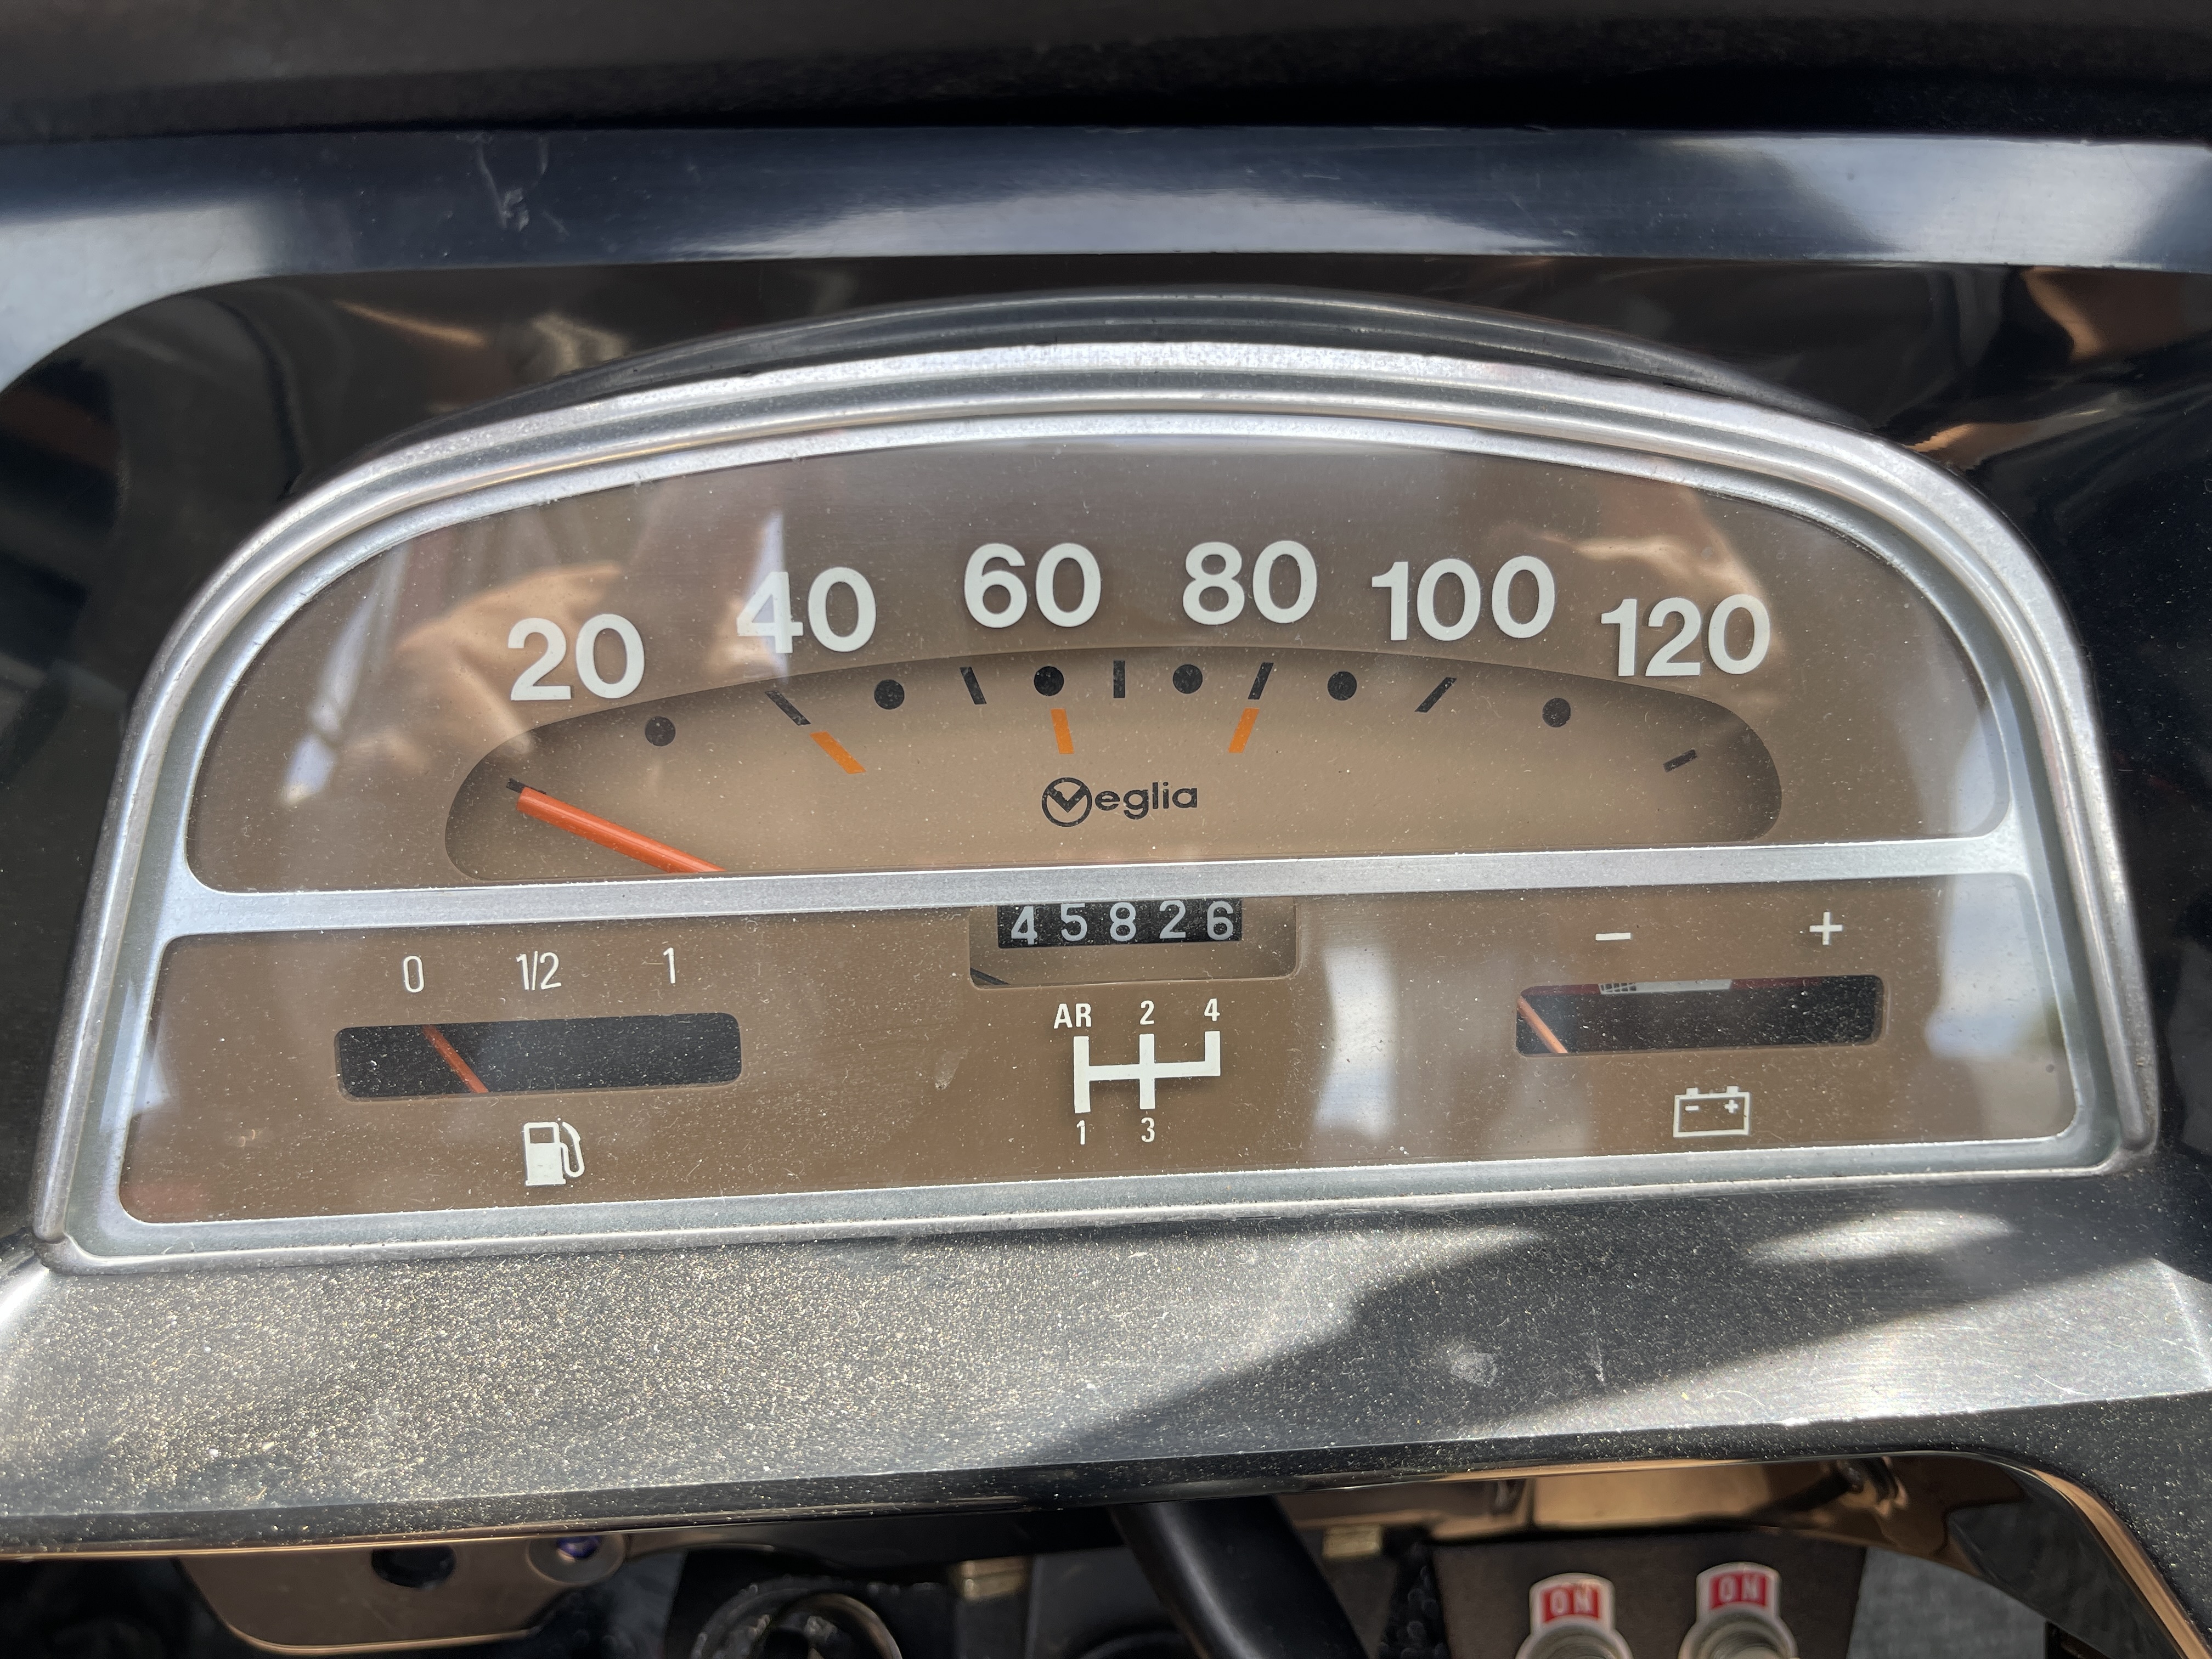 20 40 60 80 100 120
Veglia
45826
0 1/2 1
− +
AR 2 4
1 3
- +
ON ON